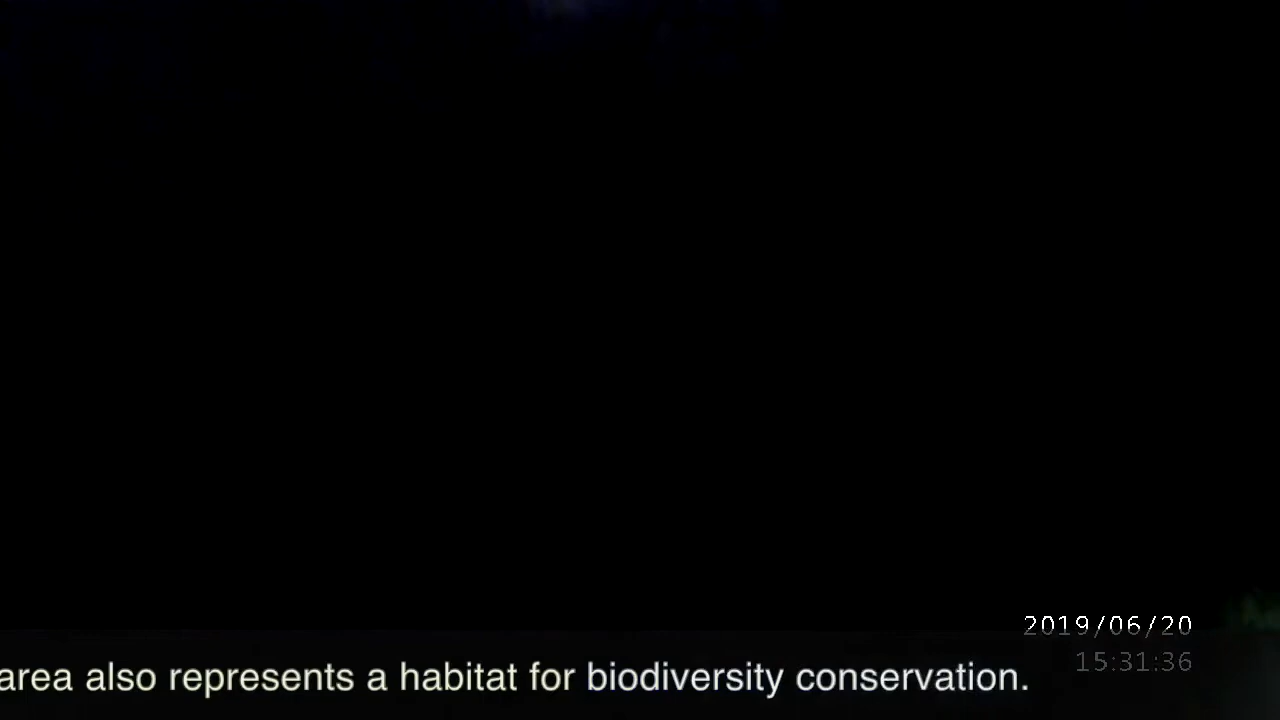 2019/06/20
15:31:36
area also represents a habitat for biodiversity conservation.